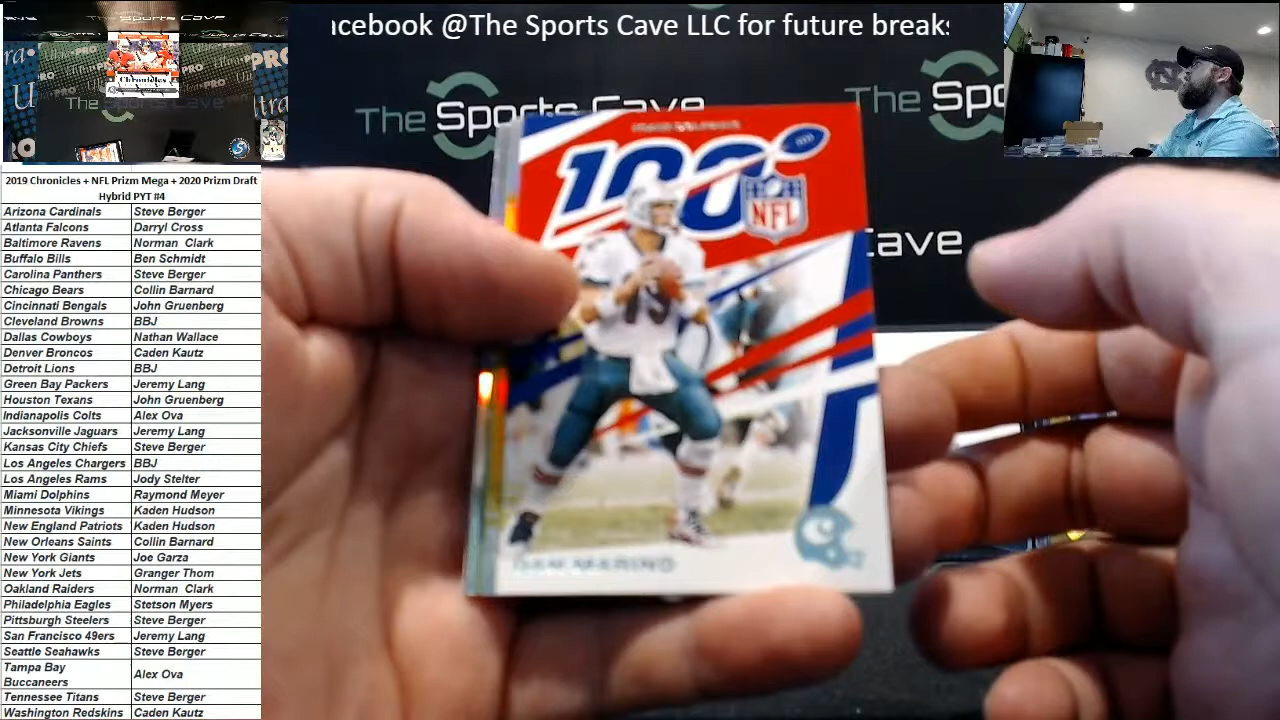 acebook @The Sports Cave LLC for future breaks
Chronicles
The Sports Cave
The Sports Cave
The Spo
Cave
100
NFL
DAN MARINO
2019 Chronicles + NFL Prizm Mega + 2020 Prizm Draft
Hybrid PYT #4
Arizona Cardinals Steve Berger
Atlanta Falcons Darryl Cross
Baltimore Ravens Norman Clark
Buffalo Bills Ben Schmidt
Carolina Panthers Steve Berger
Chicago Bears Collin Barnard
Cincinnati Bengals John Gruenberg
Cleveland Browns BBJ
Dallas Cowboys Nathan Wallace
Denver Broncos Caden Kautz
Detroit Lions BBJ
Green Bay Packers Jeremy Lang
Houston Texans John Gruenberg
Indianapolis Colts Alex Ova
Jacksonville Jaguars Jeremy Lang
Kansas City Chiefs Steve Berger
Los Angeles Chargers BBJ
Los Angeles Rams Jody Stelter
Miami Dolphins Raymond Meyer
Minnesota Vikings Kaden Hudson
New England Patriots Kaden Hudson
New Orleans Saints Collin Barnard
New York Giants Joe Garza
New York Jets Granger Thom
Oakland Raiders Norman Clark
Philadelphia Eagles Stetson Myers
Pittsburgh Steelers Steve Berger
San Francisco 49ers Jeremy Lang
Seattle Seahawks Steve Berger
Tampa Bay
Buccaneers Alex Ova
Tennessee Titans Steve Berger
Washington Redskins Caden Kautz